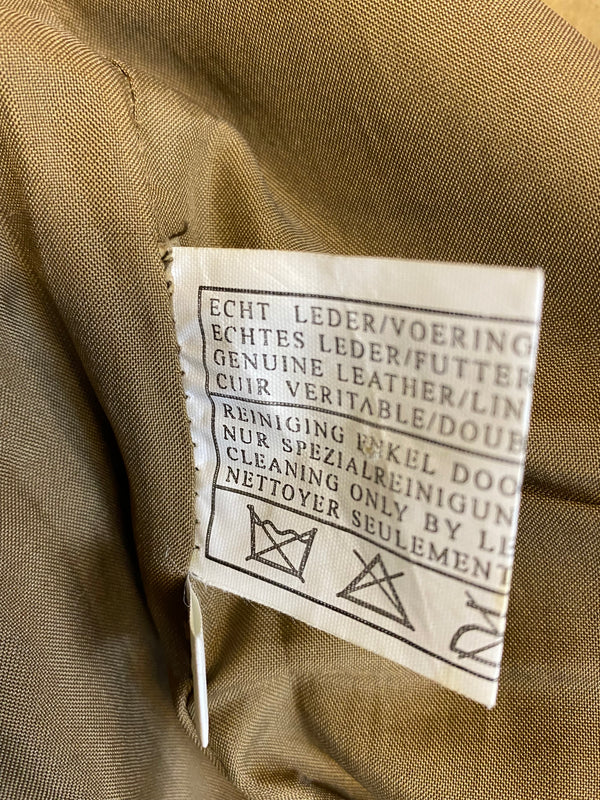 ECHT LEDER/VOERING
ECHTES LEDER/FUTTER
GENUINE LEATHER/LIN
CUIR VERITABLE/DOUB
REINIGING ENKEL DOO
NUR SPEZIALREINIGUN
CLEANING ONLY BY LE
NETTOYER SEULEMENT